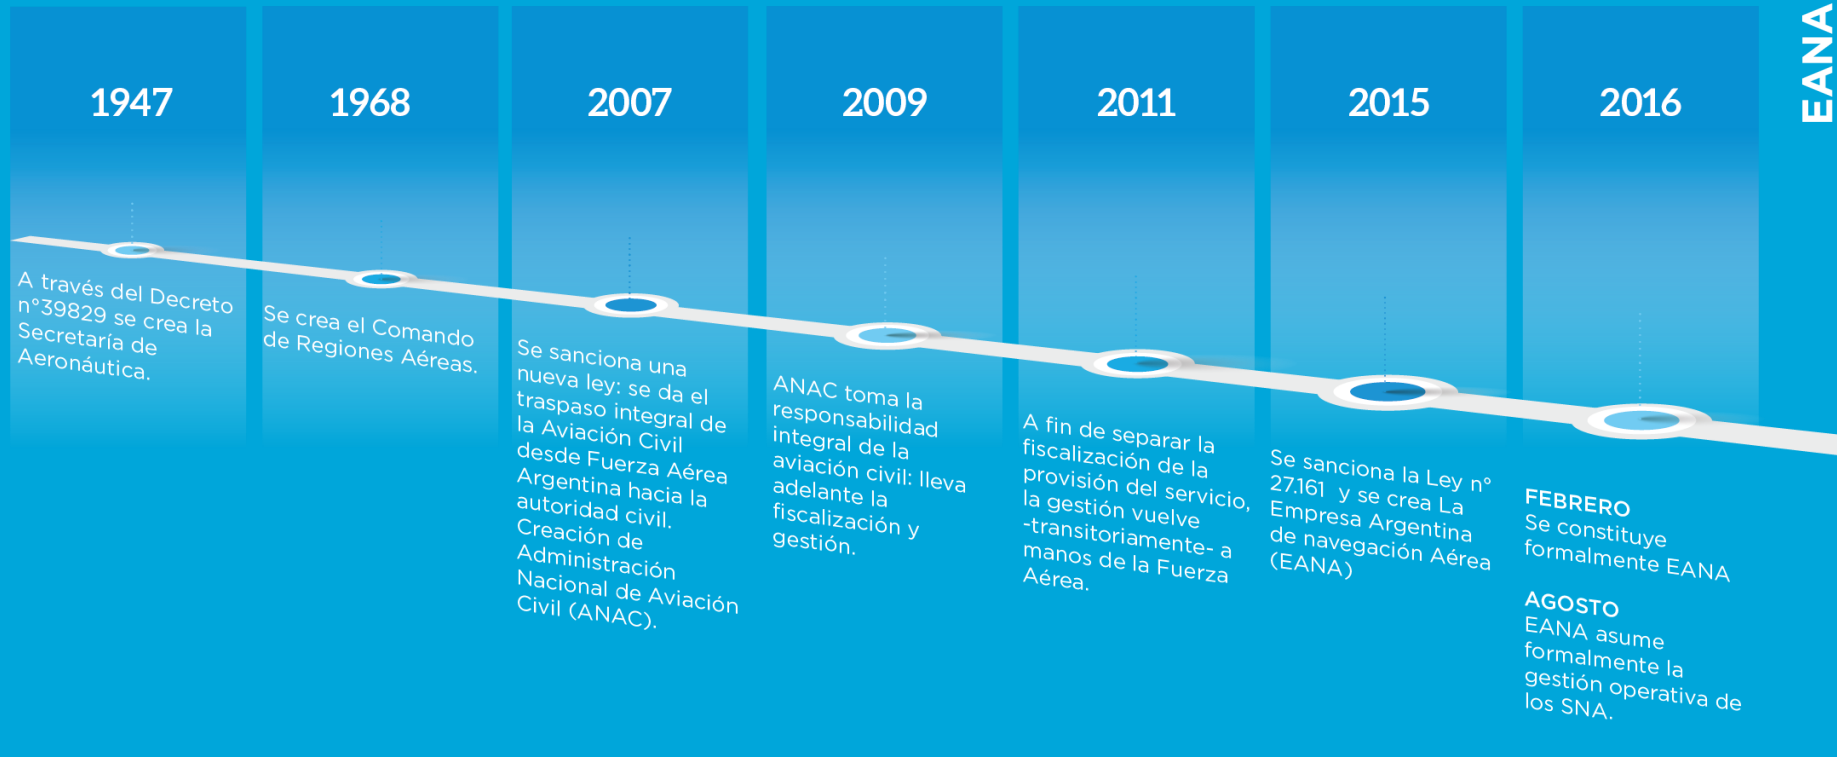 1947
A través del Decreto
n°39829 se crea la
Secretaría de
Aeronáutica.
1968
Se crea el Comando
de Regiones Aéreas.
2007
Se sanciona una
nueva ley: se da el
traspaso integral de
la Aviación Civil
desde Fuerza Aérea
Argentina hacia la
autoridad civil.
Creación de
Administración
Nacional de Aviación
Civil (ANAC).
2009
ANAC toma la
responsabilidad
integral de la
aviación civil: lleva
adelante la
fiscalización y
gestión.
2011
A fin de separar la
fiscalización de la
provisión del servicio,
la gestión vuelve
-transitoriamente- a
manos de la Fuerza
Aérea.
2015
Se sanciona la Ley n°
27.161 y se crea La
Empresa Argentina
de navegación Aérea
(EANA)
2016
FEBRERO
Se constituye
formalmente EANA
AGOSTO
EANA asume
formalmente la
gestión operativa de
los SNA.
EANA